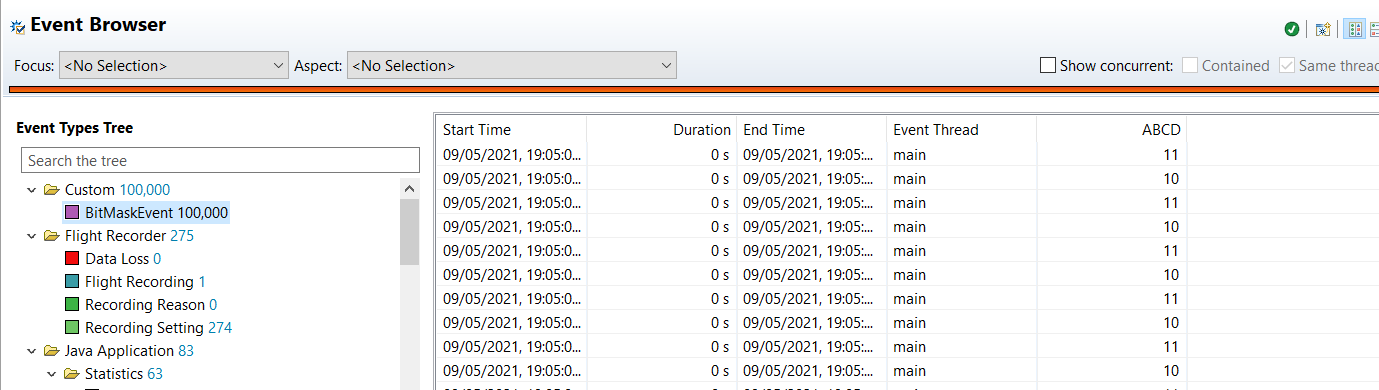 Event Browser
Focus: <No Selection> Aspect: <No Selection> Show concurrent: Contained Same thread
Event Types Tree
Search the tree
Custom 100,000
BitMaskEvent 100,000
Flight Recorder 275
Data Loss 0
Flight Recording 1
Recording Reason 0
Recording Setting 274
Java Application 83
Statistics 63
Start Time Duration End Time Event Thread ABCD
09/05/2021, 19:05:0... 0 s 09/05/2021, 19:05:... main 11
09/05/2021, 19:05:0... 0 s 09/05/2021, 19:05:... main 10
09/05/2021, 19:05:0... 0 s 09/05/2021, 19:05:... main 11
09/05/2021, 19:05:0... 0 s 09/05/2021, 19:05:... main 10
09/05/2021, 19:05:0... 0 s 09/05/2021, 19:05:... main 11
09/05/2021, 19:05:0... 0 s 09/05/2021, 19:05:... main 10
09/05/2021, 19:05:0... 0 s 09/05/2021, 19:05:... main 11
09/05/2021, 19:05:0... 0 s 09/05/2021, 19:05:... main 10
09/05/2021, 19:05:0... 0 s 09/05/2021, 19:05:... main 11
09/05/2021, 19:05:0... 0 s 09/05/2021, 19:05:... main 10